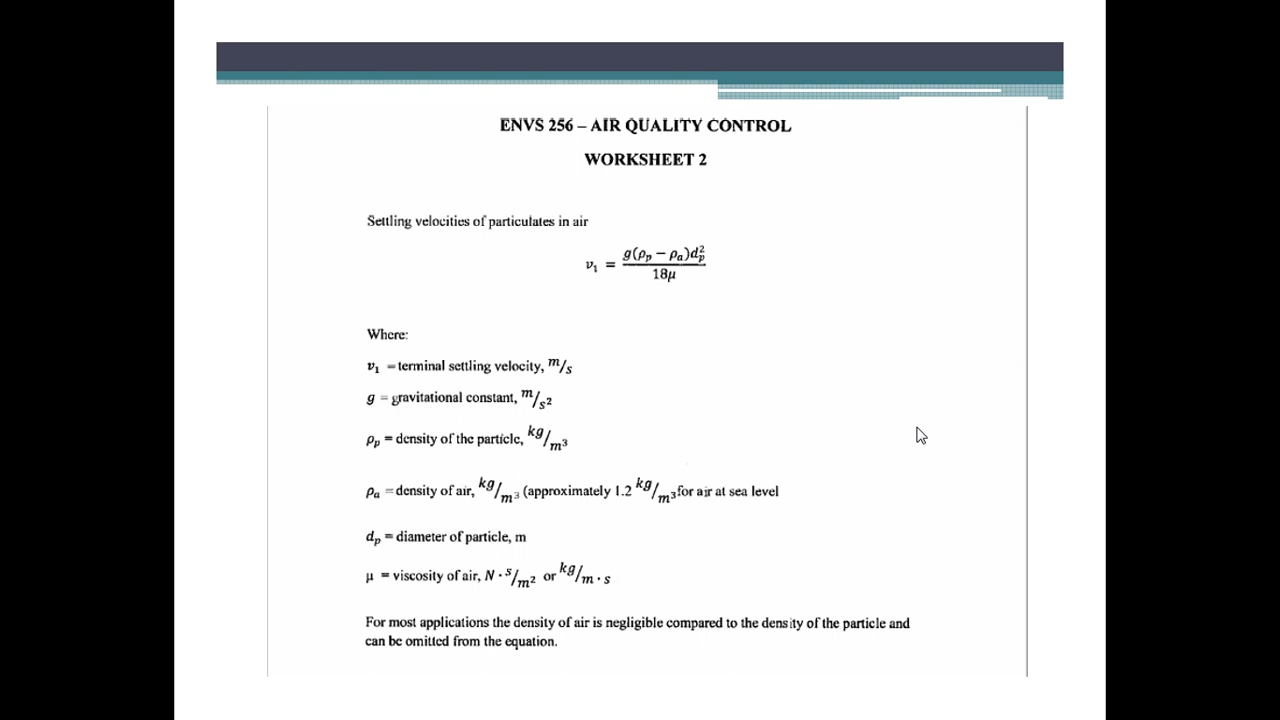 ENVS 256 – AIR QUALITY CONTROL
WORKSHEET 2
Settling velocities of particulates in air
v₁ = g(ρₚ − ρₐ)dₚ² / 18μ
Where:
v₁ = terminal settling velocity, m/s
g = gravitational constant, m/s²
ρₚ = density of the particle, kg/m³
ρₐ = density of air, kg/m³ (approximately 1.2 kg/m³ for air at sea level
dₚ = diameter of particle, m
μ = viscosity of air, N · s/m² or kg/m · s
For most applications the density of air is negligible compared to the density of the particle and
can be omitted from the equation.